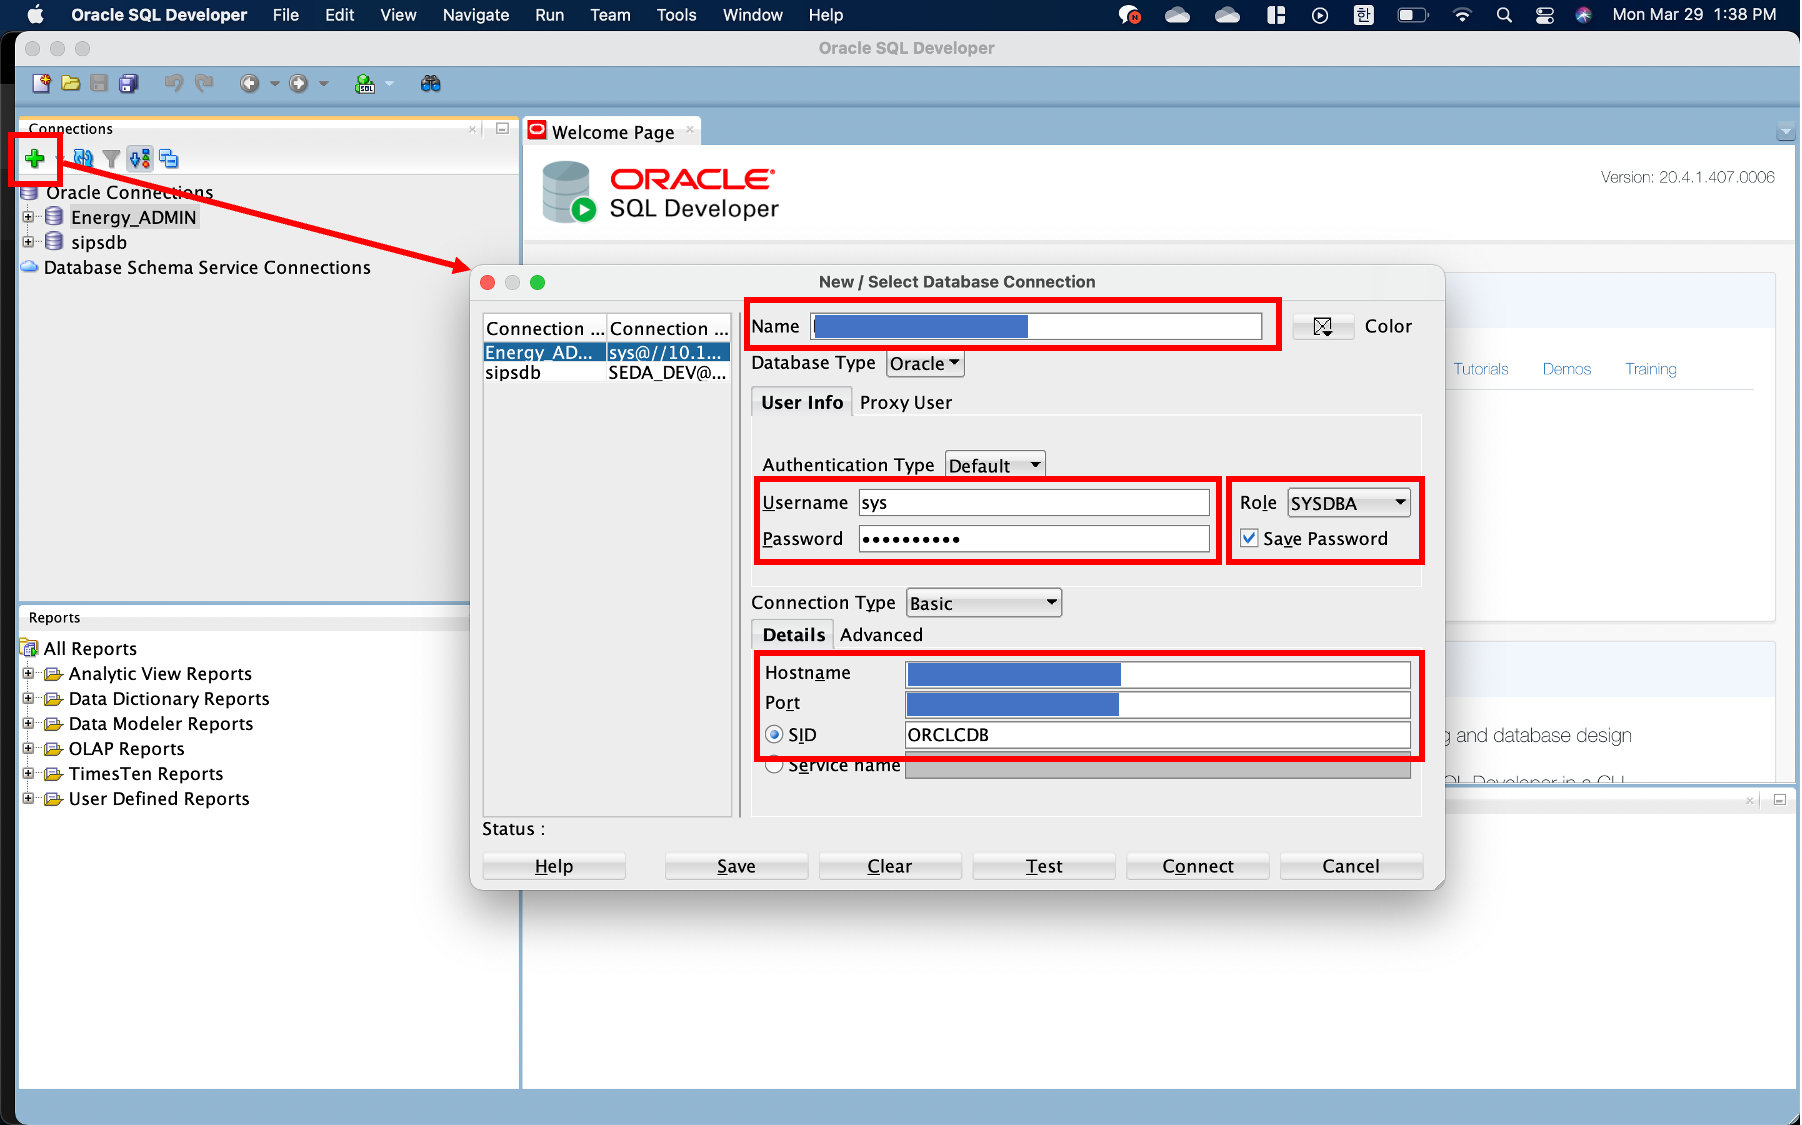 Oracle SQL Developer File Edit View Navigate Run Team Tools Window Help 한 Mon Mar 29 1:38 PM
Oracle SQL Developer
SQL
Connections
Oracle Connections
Energy_ADMIN
sipsdb
Database Schema Service Connections
Reports
All Reports
Analytic View Reports
Data Dictionary Reports
Data Modeler Reports
OLAP Reports
TimesTen Reports
User Defined Reports
Welcome Page
ORACLE
SQL Developer
Version: 20.4.1.407.0006
Tutorials Demos Training
g and database design
QL Developer in a CLI
New / Select Database Connection
Connection ... Connection ...
Energy_AD... sys@//10.1...
sipsdb SEDA_DEV@...
Name Color
Database Type Oracle
User Info Proxy User
Authentication Type Default
Username sys Role SYSDBA
Password •••••••••• Save Password
Connection Type Basic
Details Advanced
Hostname
Port
SID ORCLCDB
Service name
Status :
Help Save Clear Test Connect Cancel